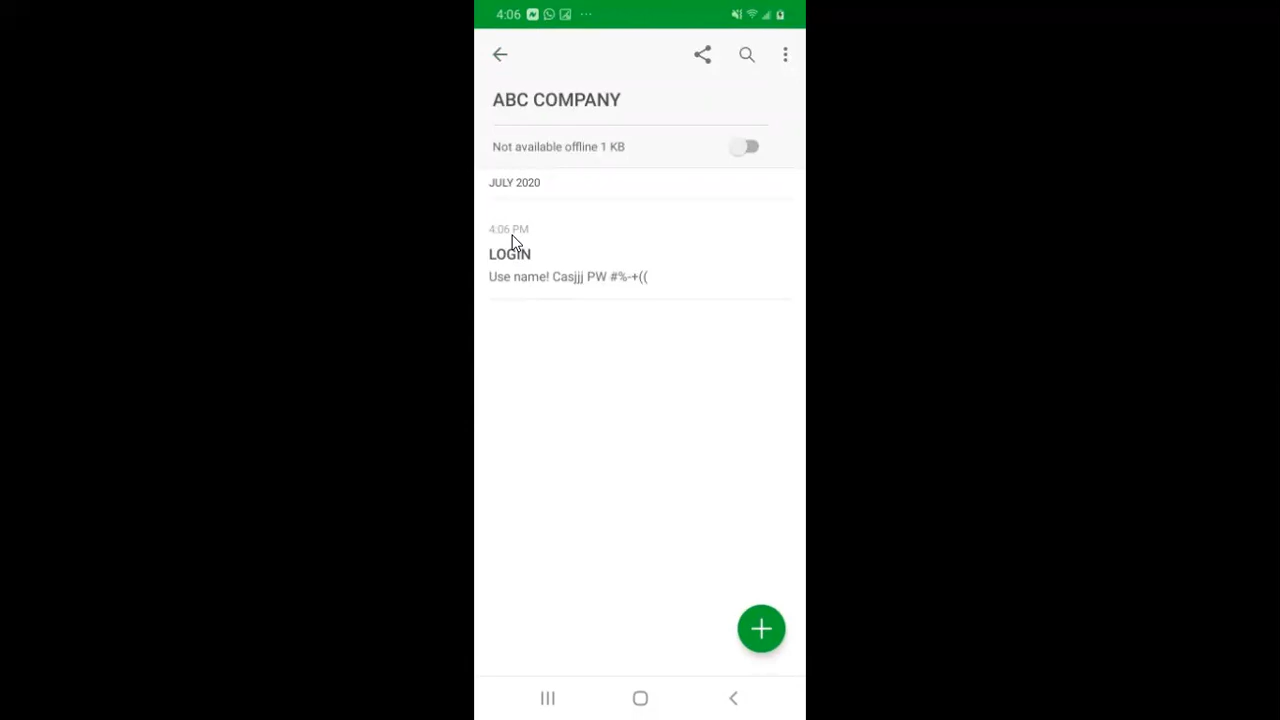 4:06
ABC COMPANY
Not available offline 1 KB
JULY 2020
4:06 PM
LOGIN
Use name! Casjjj PW #%-+((